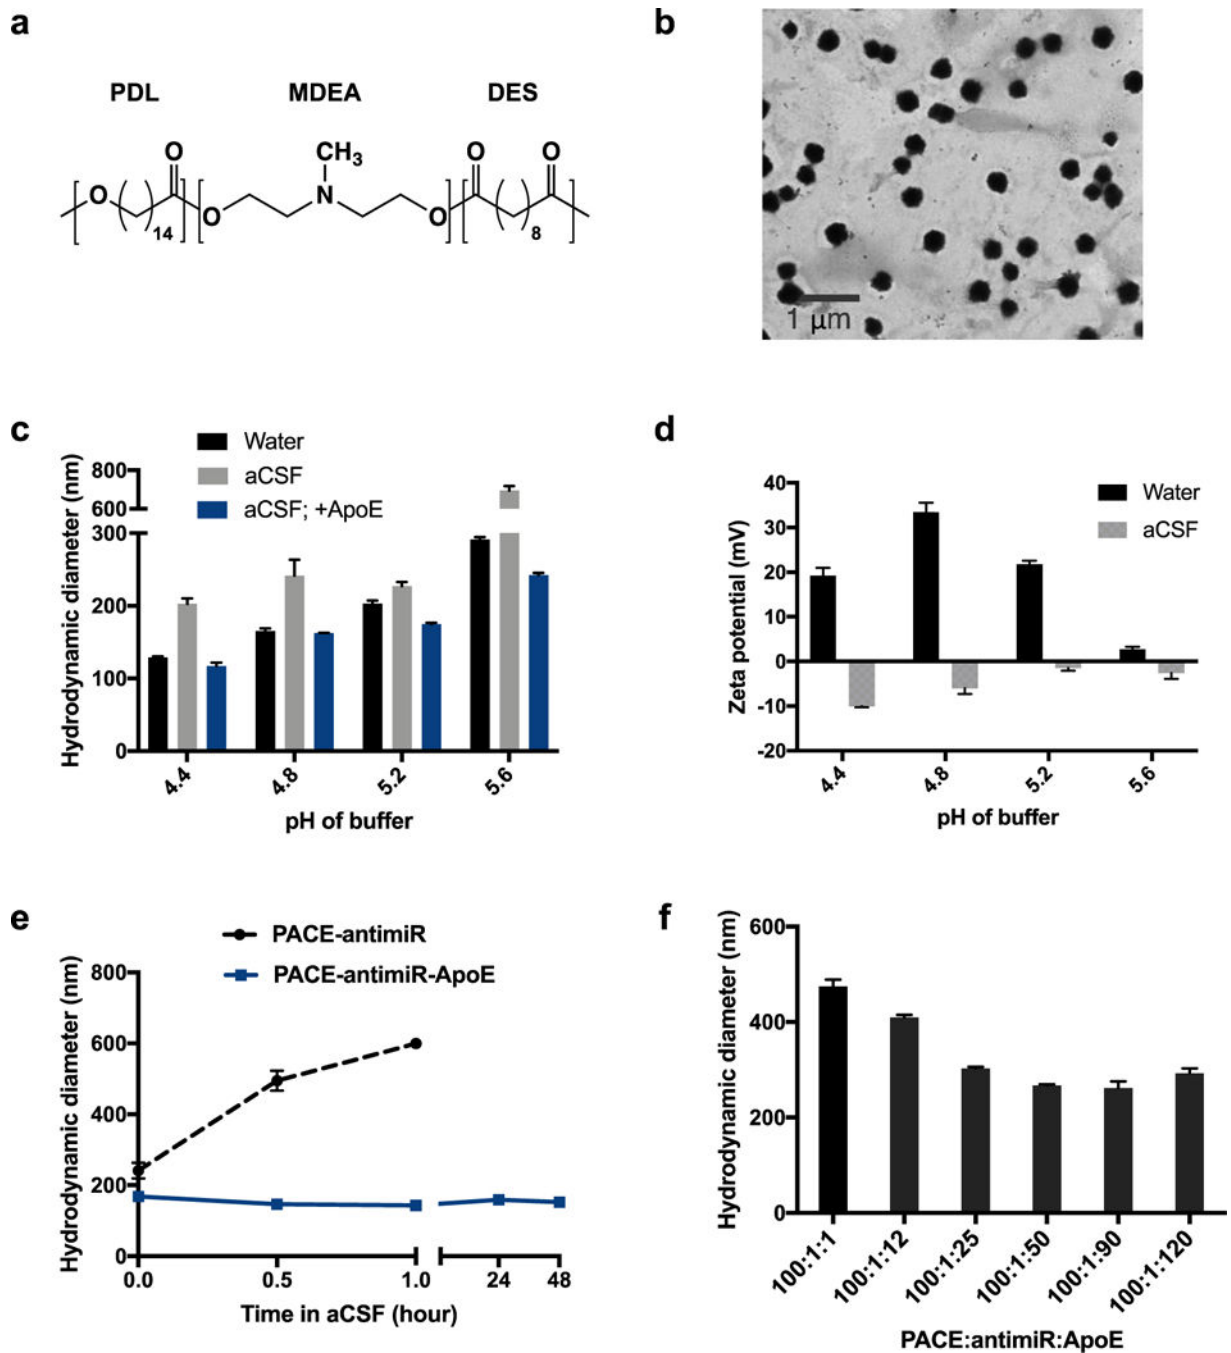 a
PDL MDEA DES
O CH3 O O
O N O
14 O 8
b
1 µm
c
Water
aCSF
aCSF; +ApoE
Hydrodynamic diameter (nm)
800
600
300
200
100
0
4.4 4.8 5.2 5.6
pH of buffer
d
Water
aCSF
Zeta potential (mV)
40
30
20
10
0
-10
-20
4.4 4.8 5.2 5.6
pH of buffer
e
PACE-antimiR
PACE-antimiR-ApoE
Hydrodynamic diameter (nm)
800
600
400
200
0
0.0 0.5 1.0 24 48
Time in aCSF (hour)
f
Hydrodynamic diameter (nm)
600
400
200
0
100:1:1 100:1:12 100:1:25 100:1:50 100:1:90 100:1:120
PACE:antimiR:ApoE